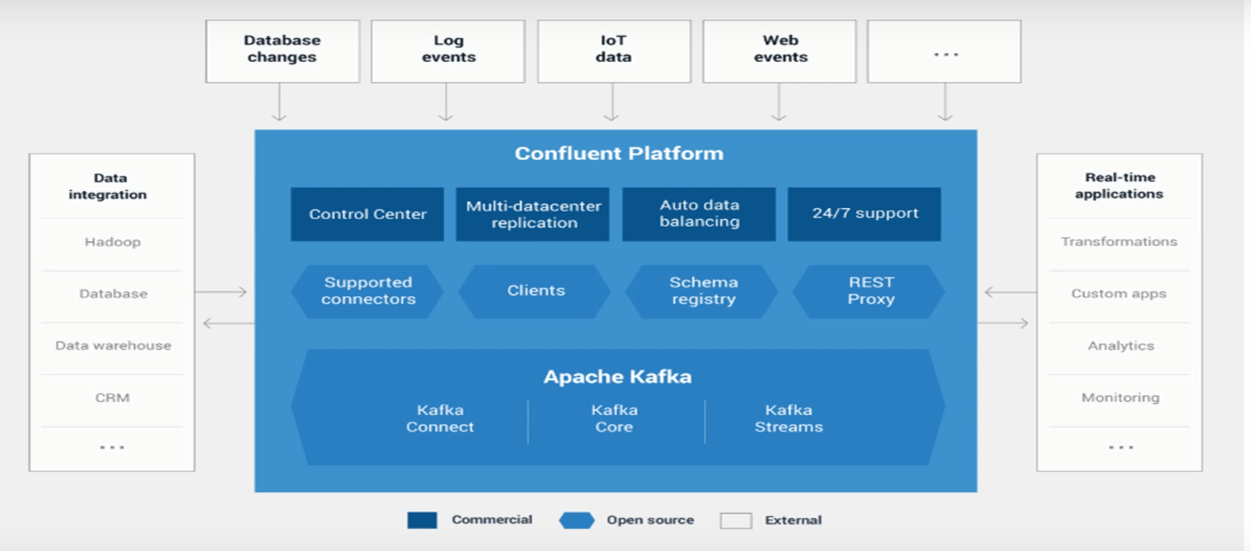 Database
changes
Log
events
IoT
data
Web
events
...
Data
integration
Hadoop
Database
Data warehouse
CRM
...
Confluent Platform
Control Center
Multi-datacenter
replication
Auto data
balancing
24/7 support
Supported
connectors
Clients
Schema
registry
REST
Proxy
Apache Kafka
Kafka
Connect
Kafka
Core
Kafka
Streams
Real-time
applications
Transformations
Custom apps
Analytics
Monitoring
...
Commercial
Open source
External